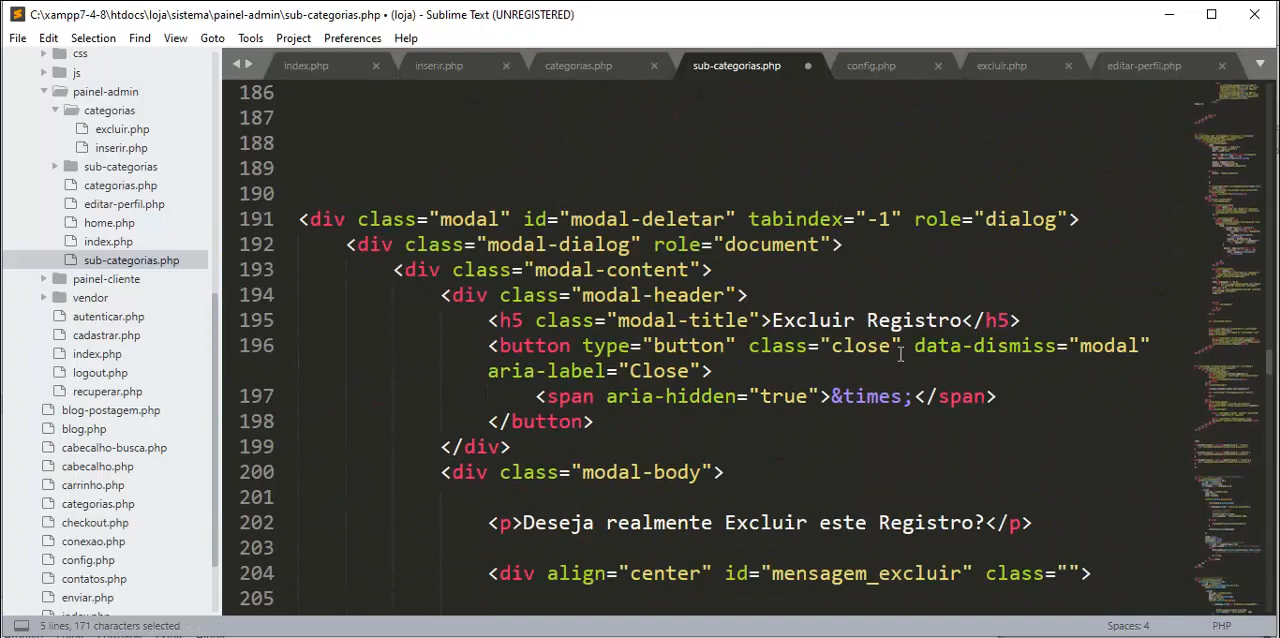 C:\xampp7-4-8\htdocs\loja\sistema\painel-admin\sub-categorias.php • (loja) - Sublime Text (UNREGISTERED)
File Edit Selection Find View Goto Tools Project Preferences Help
css
js
painel-admin
categorias
excluir.php
inserir.php
sub-categorias
categorias.php
editar-perfil.php
home.php
index.php
sub-categorias.php
painel-cliente
vendor
autenticar.php
cadastrar.php
index.php
logout.php
recuperar.php
blog-postagem.php
blog.php
cabecalho-busca.php
cabecalho.php
carrinho.php
categorias.php
checkout.php
conexao.php
config.php
contatos.php
enviar.php
index.php × inserir.php × categorias.php × sub-categorias.php • config.php × excluir.php × editar-perfil.php ×
186
187
188
189
190
191 <div class="modal" id="modal-deletar" tabindex="-1" role="dialog">
192 <div class="modal-dialog" role="document">
193 <div class="modal-content">
194 <div class="modal-header">
195 <h5 class="modal-title">Excluir Registro</h5>
196 <button type="button" class="close" data-dismiss="modal"
aria-label="Close">
197 <span aria-hidden="true">&times;</span>
198 </button>
199 </div>
200 <div class="modal-body">
201
202 <p>Deseja realmente Excluir este Registro?</p>
203
204 <div align="center" id="mensagem_excluir" class="">
205
5 lines, 171 characters selected Spaces: 4 PHP